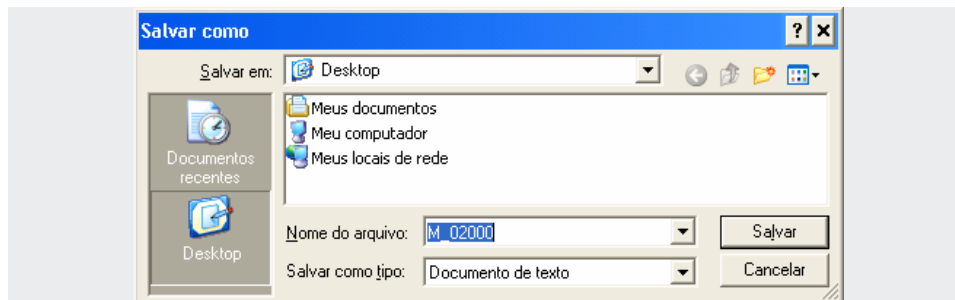 Salvar como
Salvar em: Desktop
Meus documentos
Meu computador
Meus locais de rede
Documentos
recentes
Desktop
Nome do arquivo: M_02000 Salvar
Salvar como tipo: Documento de texto Cancelar